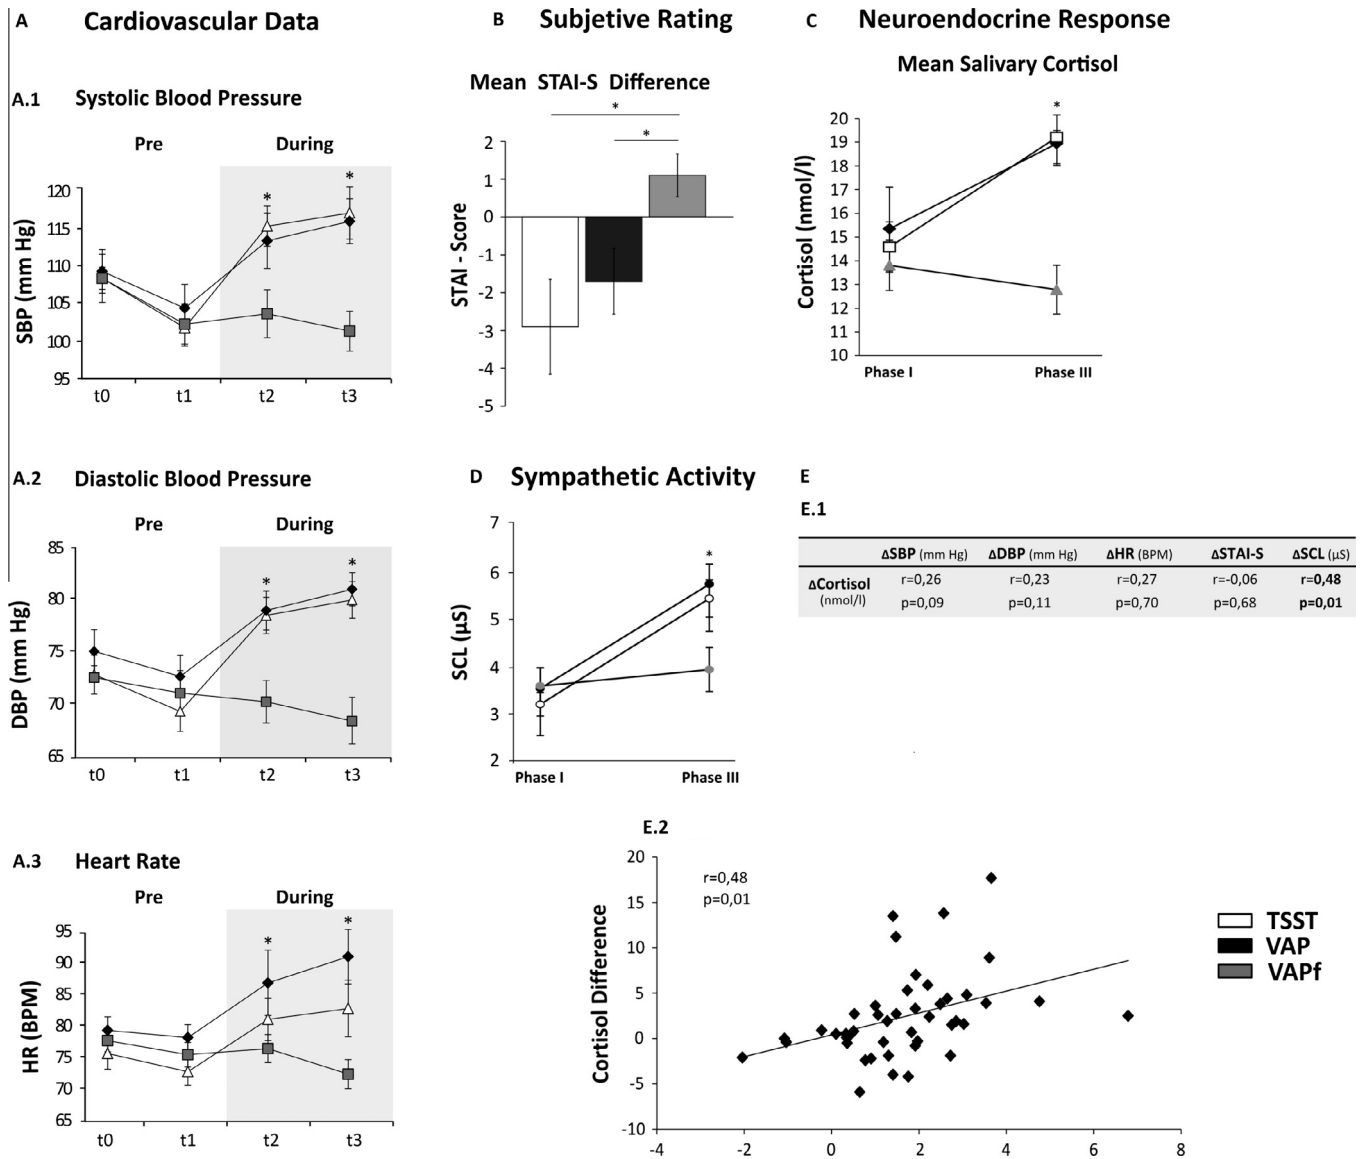 A Cardiovascular Data
A.1 Systolic Blood Pressure
Pre During
120
115
110
105
100
95
SBP (mm Hg)
* *
t0 t1 t2 t3
A.2 Diastolic Blood Pressure
Pre During
85
80
75
70
65
DBP (mm Hg)
* *
t0 t1 t2 t3
A.3 Heart Rate
Pre During
95
90
85
80
75
70
65
HR (BPM)
* *
t0 t1 t2 t3
B Subjetive Rating
Mean STAI-S Difference
*
*
2
1
0
-1
-2
-3
-4
-5
STAI - Score
C Neuroendocrine Response
Mean Salivary Cortisol
*
20
19
18
17
16
15
14
13
12
11
10
Cortisol (nmol/l)
Phase I Phase III
D Sympathetic Activity
7
6
5
4
3
2
SCL (µS)
*
Phase I Phase III
E
E.1
ΔSBP (mm Hg) ΔDBP (mm Hg) ΔHR (BPM) ΔSTAI-S ΔSCL (µS)
ΔCortisol r=0,26 r=0,23 r=0,27 r=-0,06 r=0,48
(nmol/l) p=0,09 p=0,11 p=0,70 p=0,68 p=0,01
E.2
r=0,48
p=0,01
20
15
10
5
0
-5
-10
Cortisol Difference
-4 -2 0 2 4 6 8
TSST
VAP
VAPf